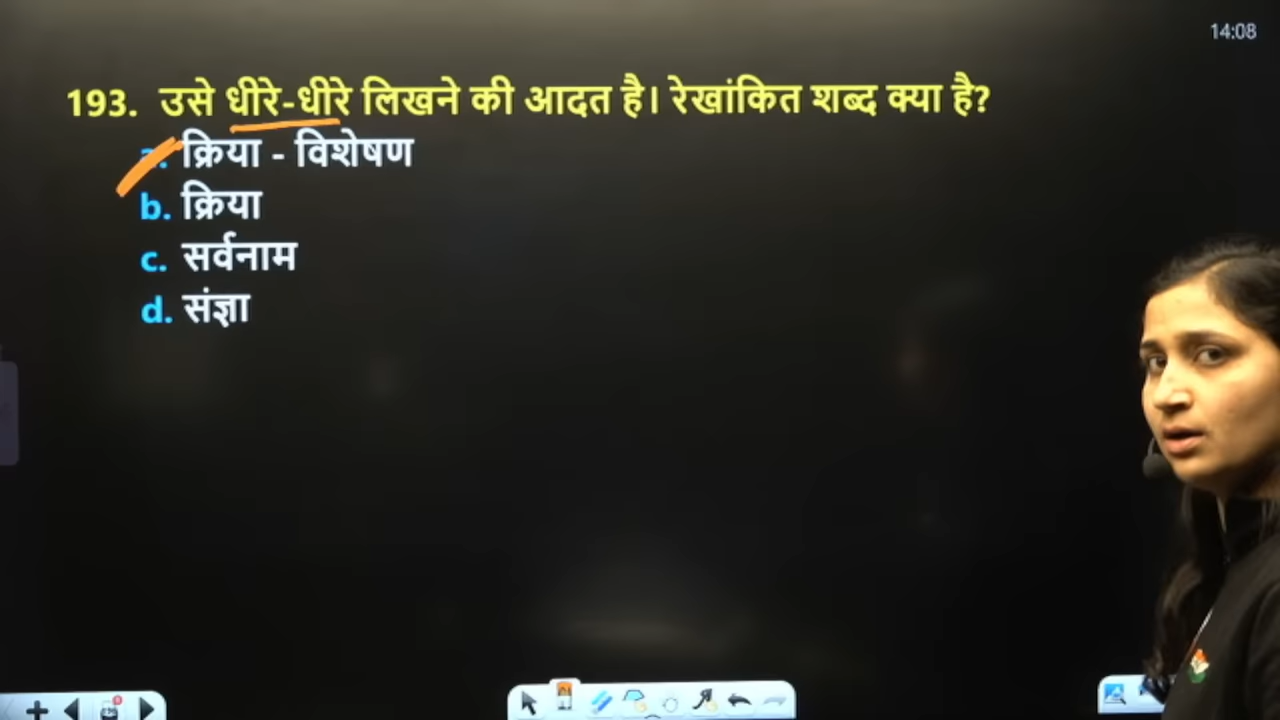 14:08
193. उसे धीरे-धीरे लिखने की आदत है। रेखांकित शब्द क्या है?
a. क्रिया - विशेषण
b. क्रिया
c. सर्वनाम
d. संज्ञा